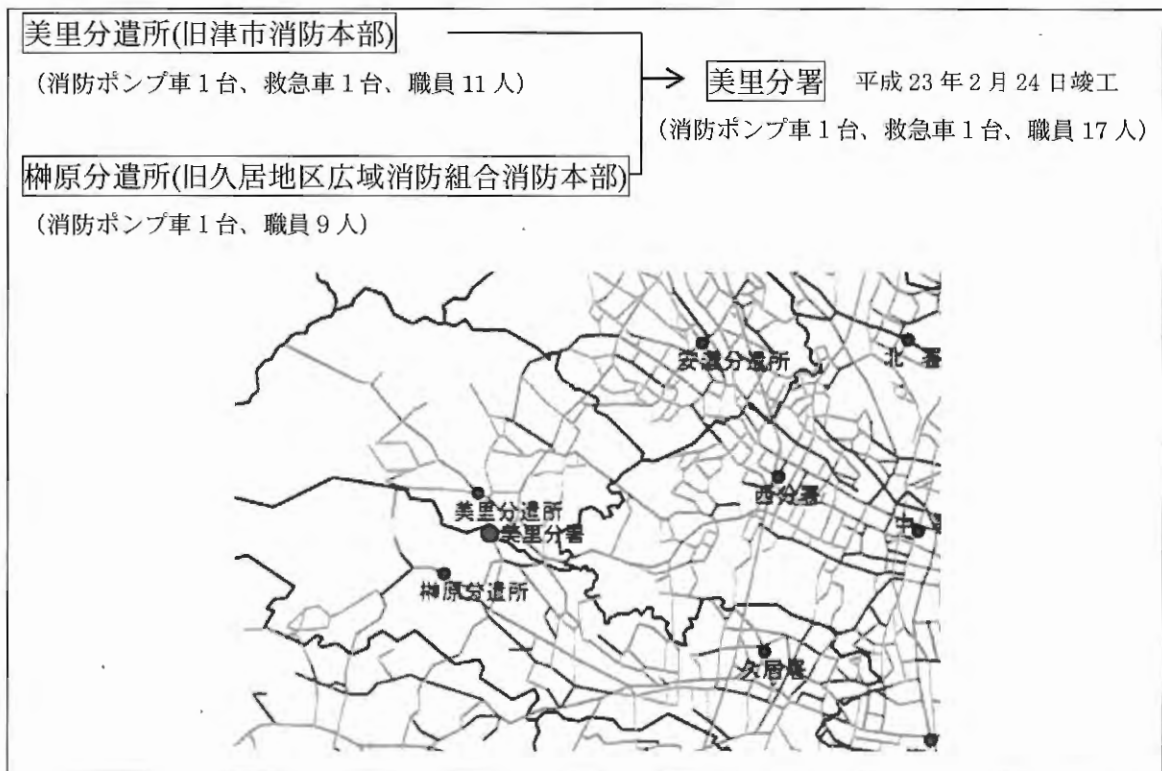 美里分遣所(旧津市消防本部)
(消防ポンプ車1台、救急車1台、職員11人)
美里分署 平成23年2月24日竣工
(消防ポンプ車1台、救急車1台、職員17人)
榊原分遣所(旧久居地区広域消防組合消防本部)
(消防ポンプ車1台、職員9人)
安濃分遣所
北 署
西分署
美里分遣所
美里分署
中
榊原分遣所
久居署